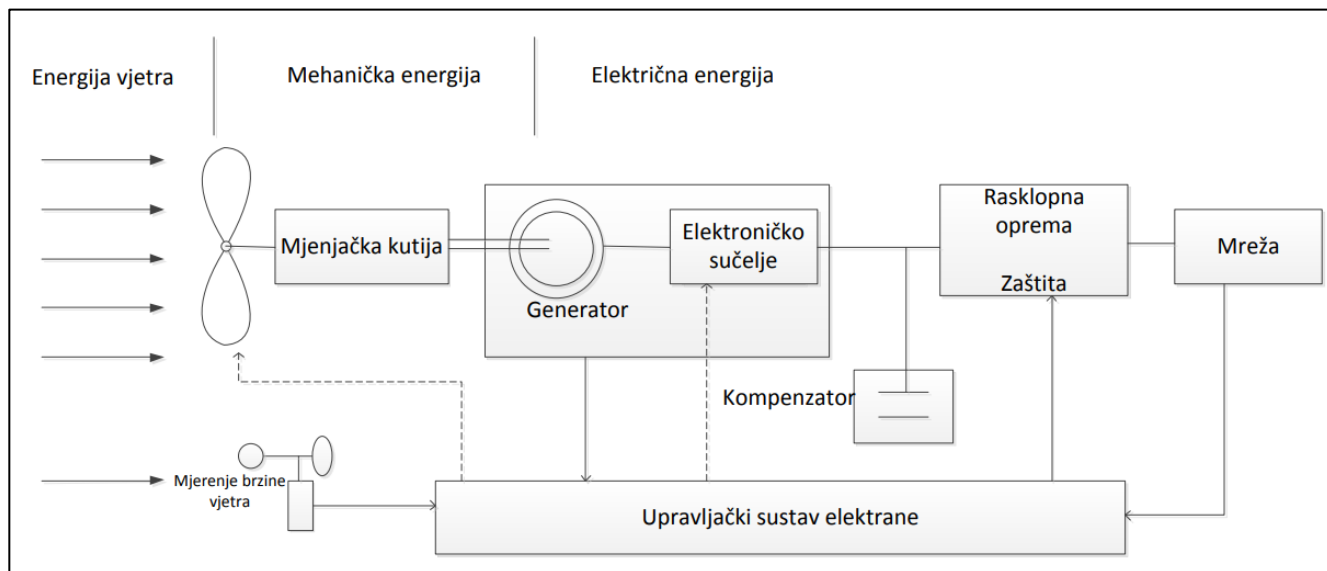 Energija vjetra
Mehanička energija
Električna energija
Mjenjačka kutija
Generator
Elektroničko
sučelje
Rasklopna
oprema
Zaštita
Mreža
Kompenzator
Mjerenje brzine
vjetra
Upravljački sustav elektrane